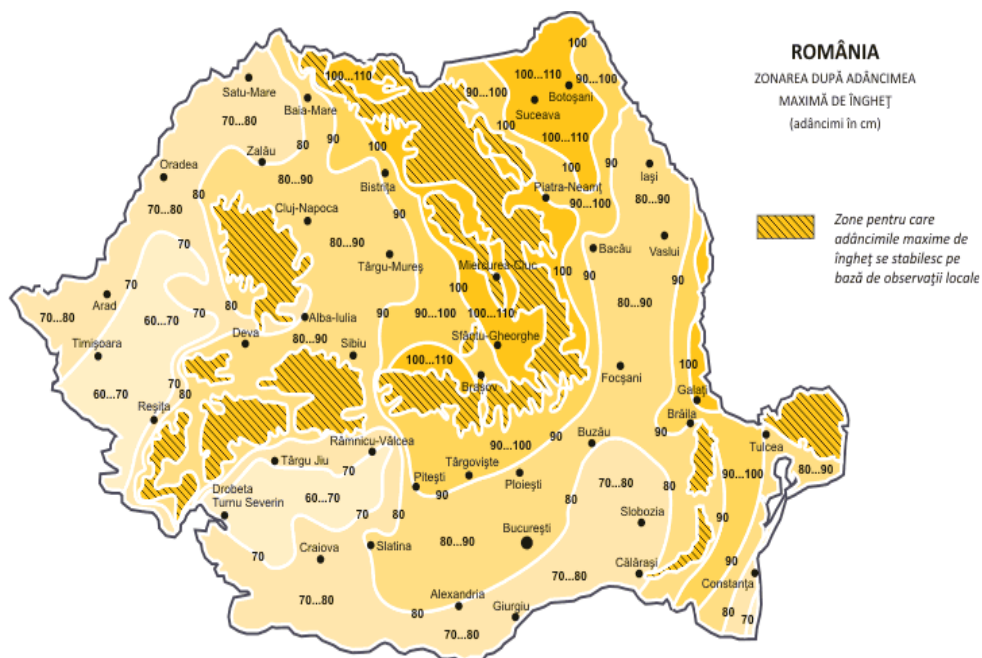 ROMÂNIA
ZONAREA DUPĂ ADÂNCIMEA
MAXIMĂ DE ÎNGHEȚ
(adâncimi în cm)
Zone pentru care
adâncimile maxime de
îngheț se stabilesc pe
bază de observații locale
100
100...110
100...110
90...100
Satu-Mare
Baia-Mare
90...100
Botoșani
Suceava
70...80
80
90
100
100
100...110
90
Zalău
Oradea
80...90
Bistrița
100
Iași
80
Piatra-Neamț
80...90
70...80
Cluj-Napoca
90
90...100
70
80...90
Bacău
Vaslui
Târgu-Mureș
90
100
Miercurea-Ciuc
90
70
100
80...90
Arad
70...80
60...70
70
80
Alba-Iulia
90
90...100
100...110
Timișoara
Deva
80...90
Sfântu-Gheorghe
Sibiu
100...110
100
Focșani
60...70
70
80
Brașov
Galați
Reșița
Brăila
Râmnicu-Vâlcea
90...100
90
Buzău
90
Tulcea
Târgu Jiu
70
Târgoviște
80...90
Pitești
Ploiești
90...100
Drobeta
Turnu Severin
60...70
90
80
70...80
70
80
Slobozia
90
București
Craiova
Slatina
80...90
70
90
70...80
Călărași
Constanța
70...80
80
Alexandria
Giurgiu
80
70
70...80